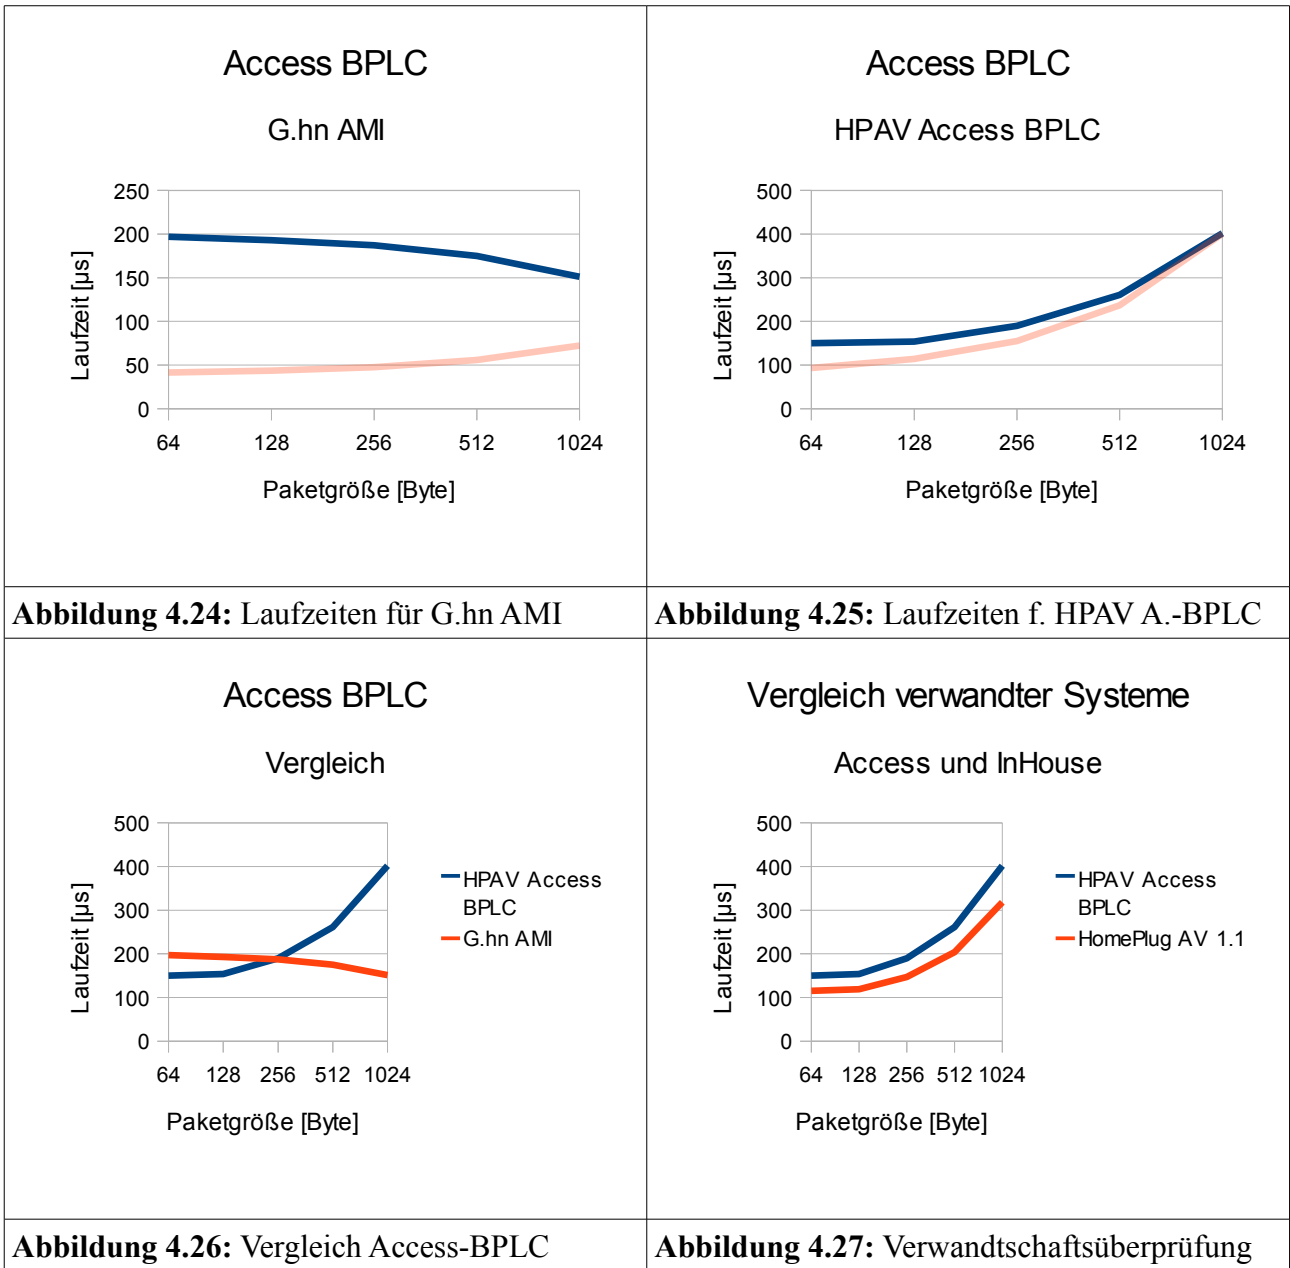 Access BPLC
G.hn AMI
250
200
150
100
50
0
Laufzeit [µs]
64 128 256 512 1024
Paketgröße [Byte]
Abbildung 4.24: Laufzeiten für G.hn AMI
Access BPLC
HPAV Access BPLC
500
400
300
200
100
0
Laufzeit [µs]
64 128 256 512 1024
Paketgröße [Byte]
Abbildung 4.25: Laufzeiten f. HPAV A.-BPLC
Access BPLC
Vergleich
500
400
300
200
100
0
Laufzeit [µs]
64 128 256 512 1024
Paketgröße [Byte]
HPAV Access
BPLC
G.hn AMI
Abbildung 4.26: Vergleich Access-BPLC
Vergleich verwandter Systeme
Access und InHouse
500
400
300
200
100
0
Laufzeit [µs]
64 128 256 512 1024
Paketgröße [Byte]
HPAV Access
BPLC
HomePlug AV 1.1
Abbildung 4.27: Verwandtschaftsüberprüfung